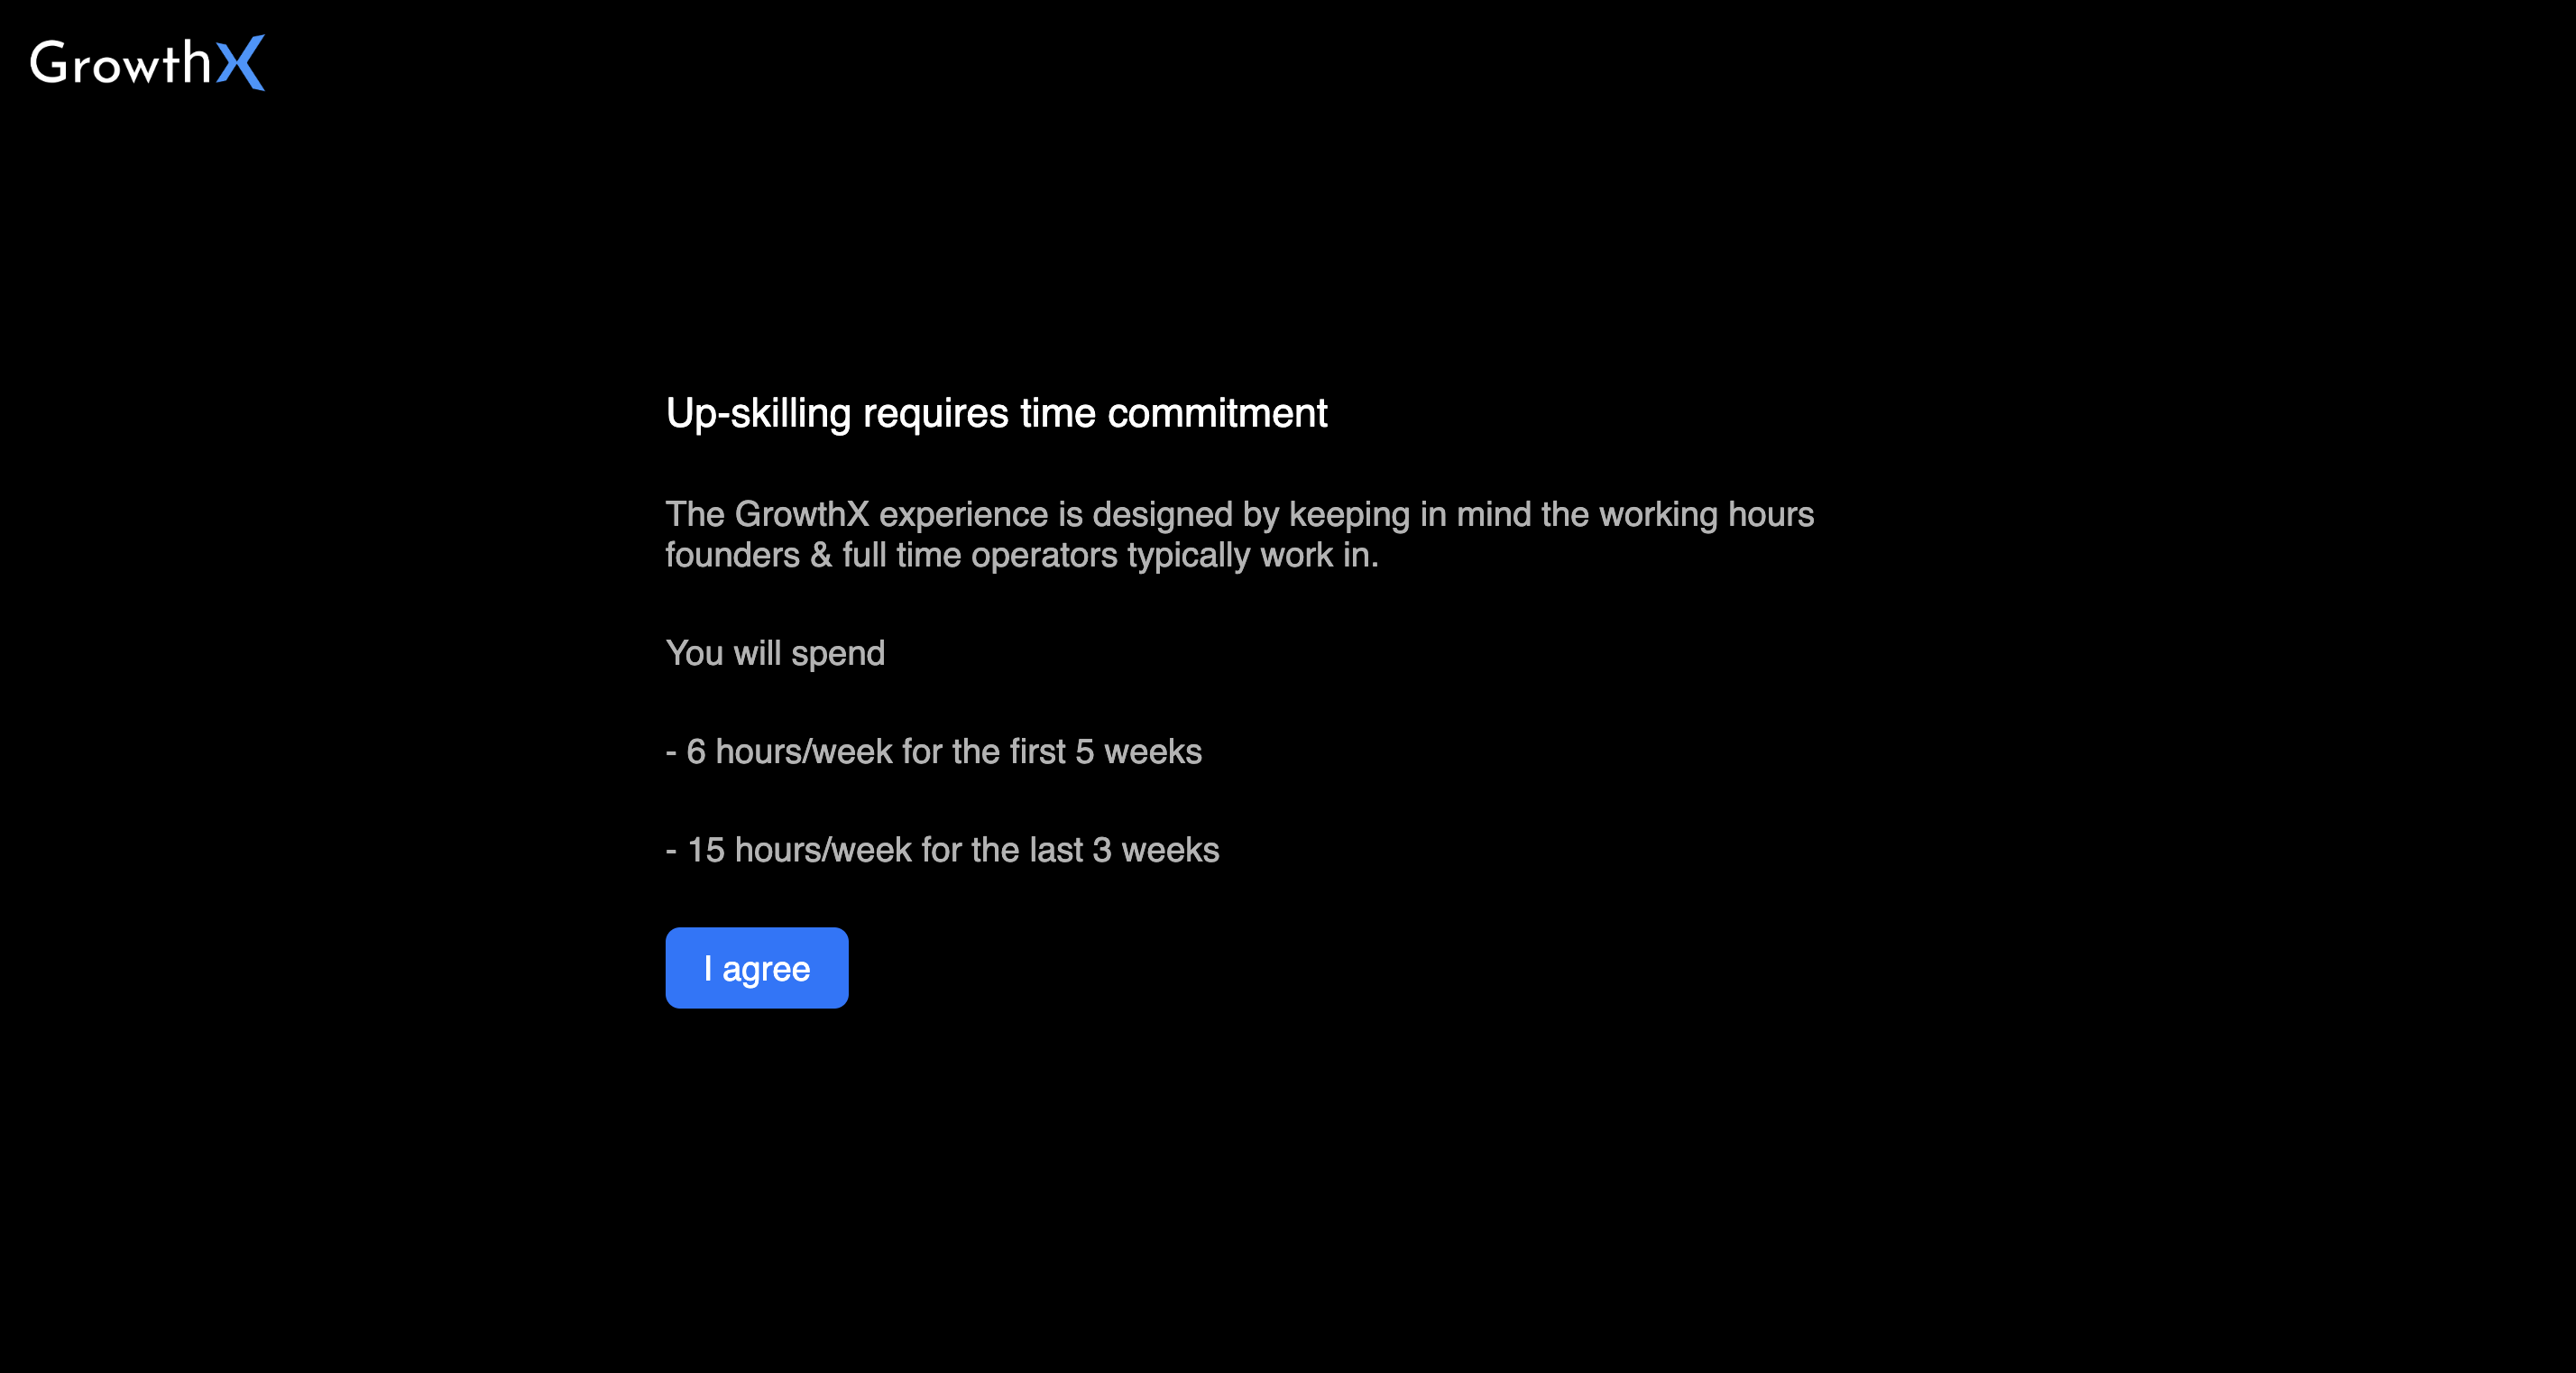 GrowthX
Up-skilling requires time commitment
The GrowthX experience is designed by keeping in mind the working hours
founders & full time operators typically work in.
You will spend
- 6 hours/week for the first 5 weeks
- 15 hours/week for the last 3 weeks
I agree